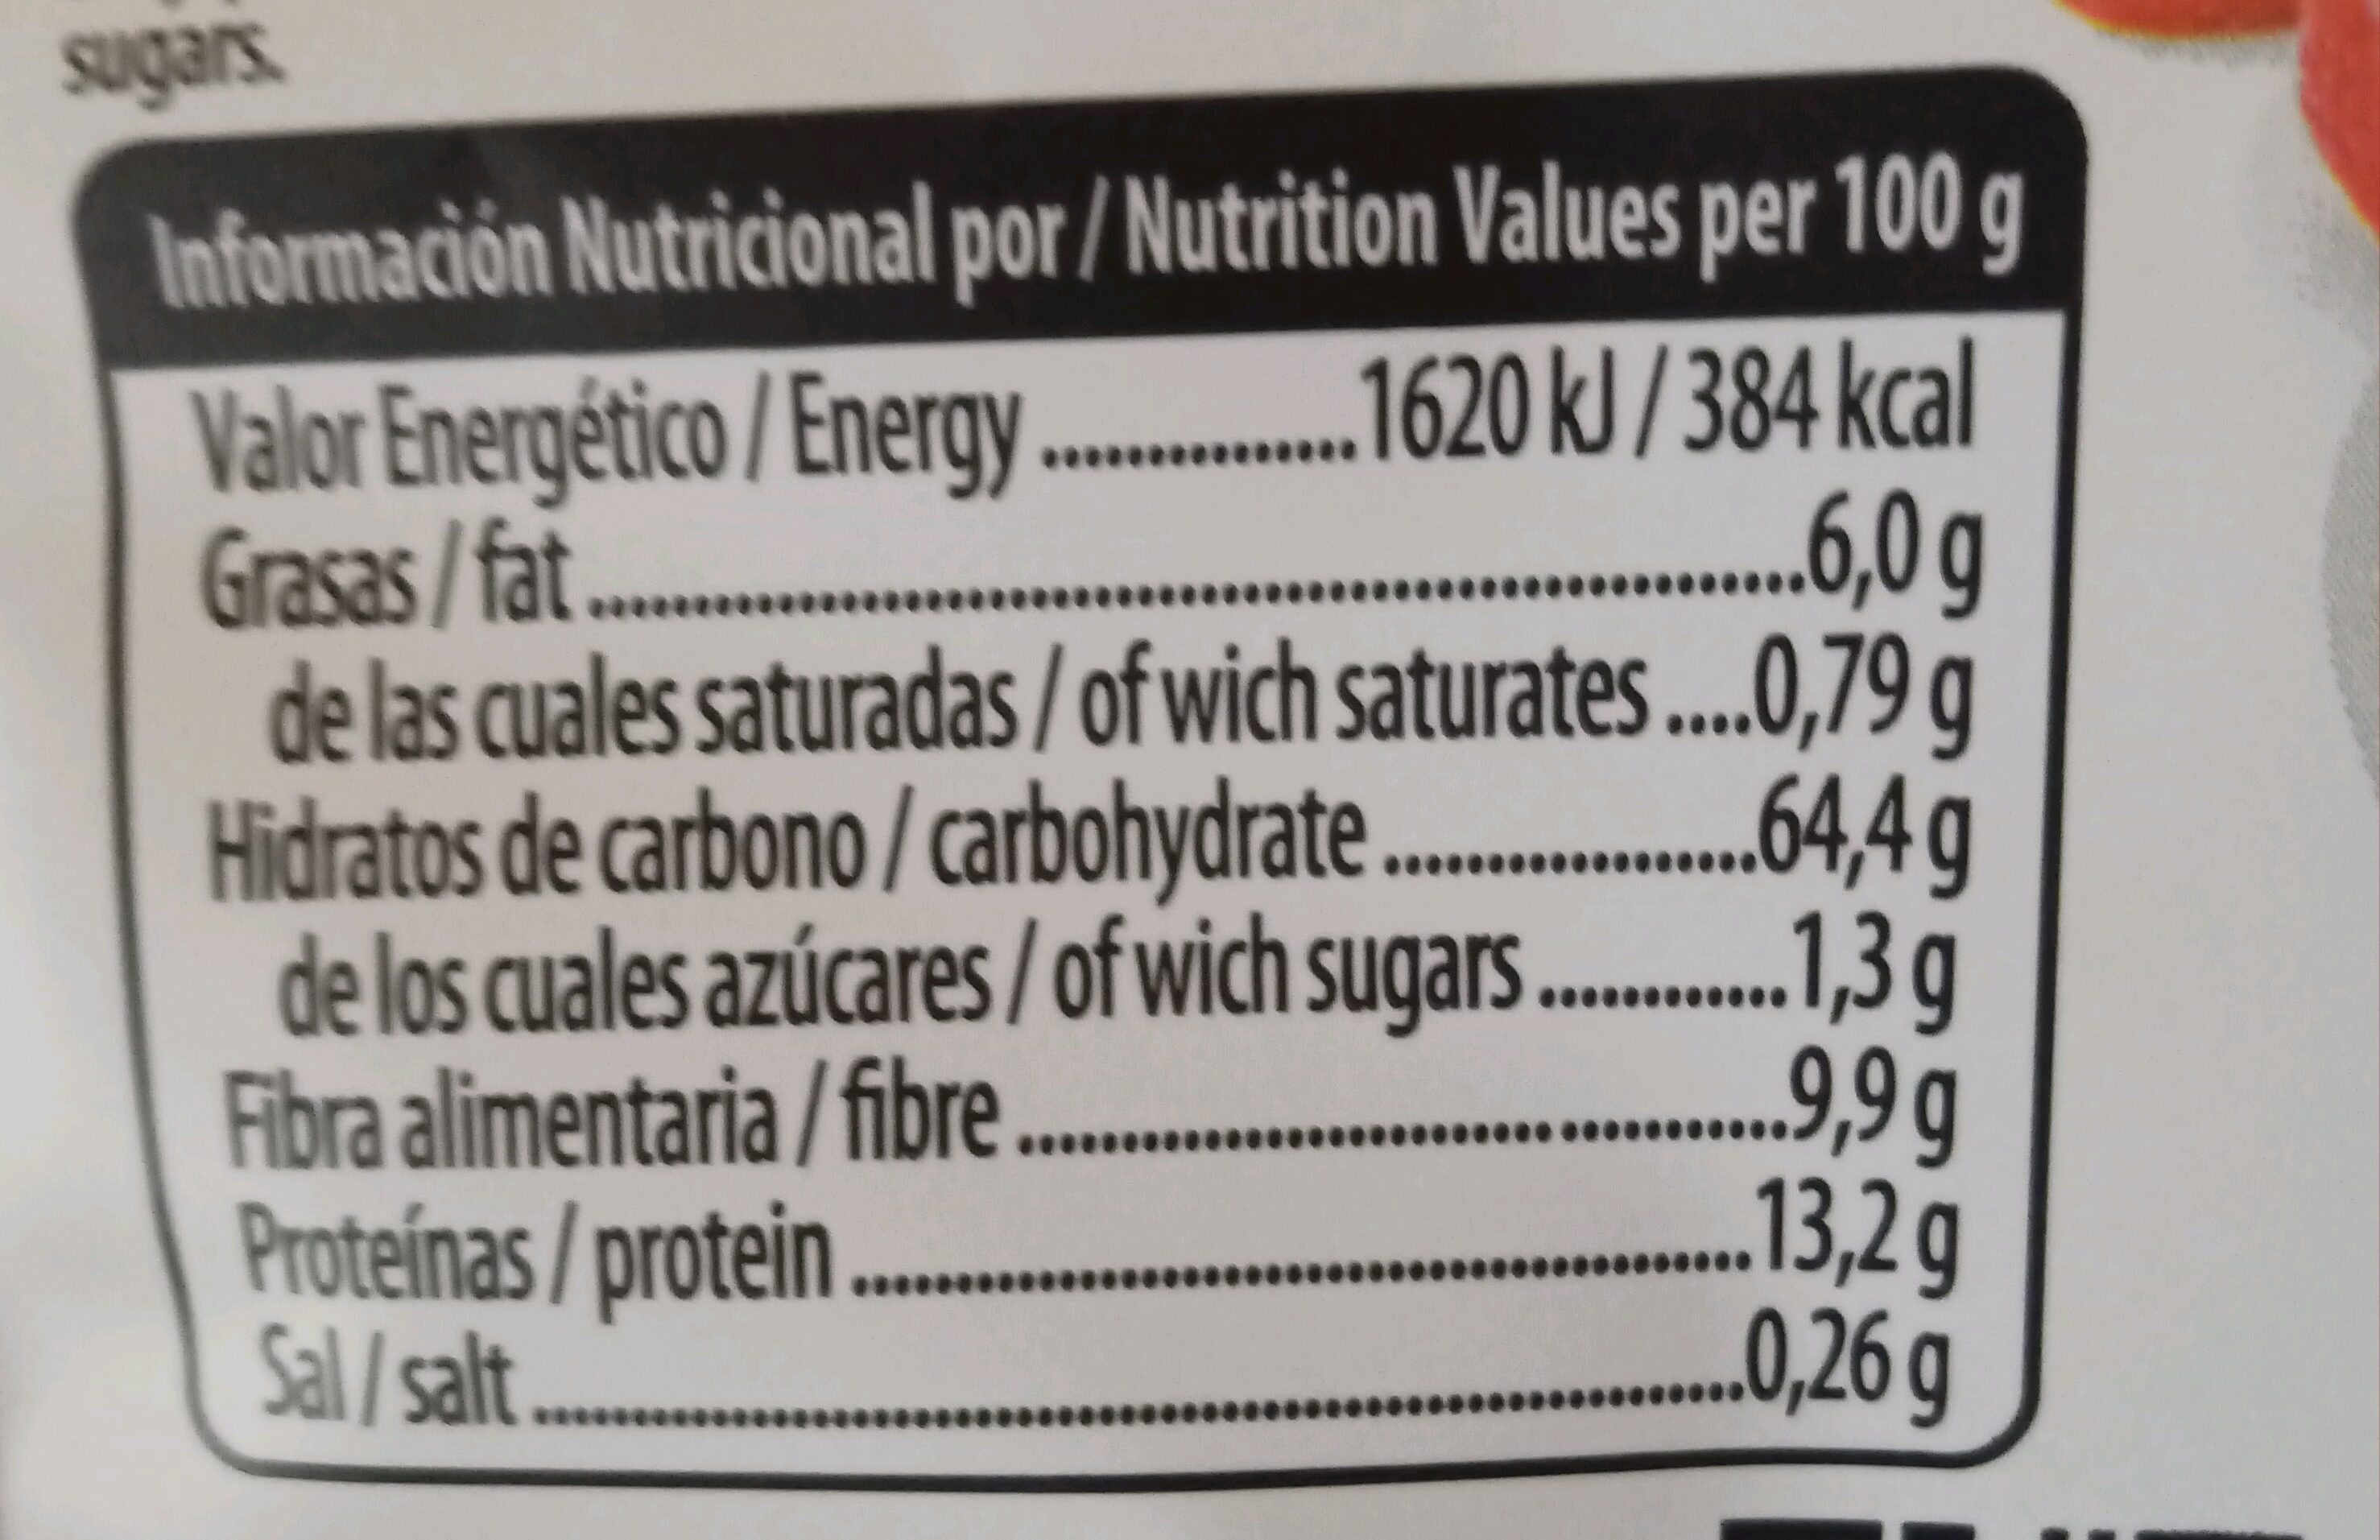 sugars.
Información Nutricional por / Nutrition Values per 100 g
Valor Energético / Energy ...............1620 kJ / 384 kcal
Grasas / fat ..........................................................6,0 g
de las cuales saturadas / of wich saturates ....0,79 g
Hidratos de carbono / carbohydrate ..................64,4 g
de los cuales azúcares / of wich sugars ............1,3 g
Fibra alimentaria / fibre .....................................9,9 g
Proteínas / protein ...........................................13,2 g
Sal / salt ..........................................................0,26 g